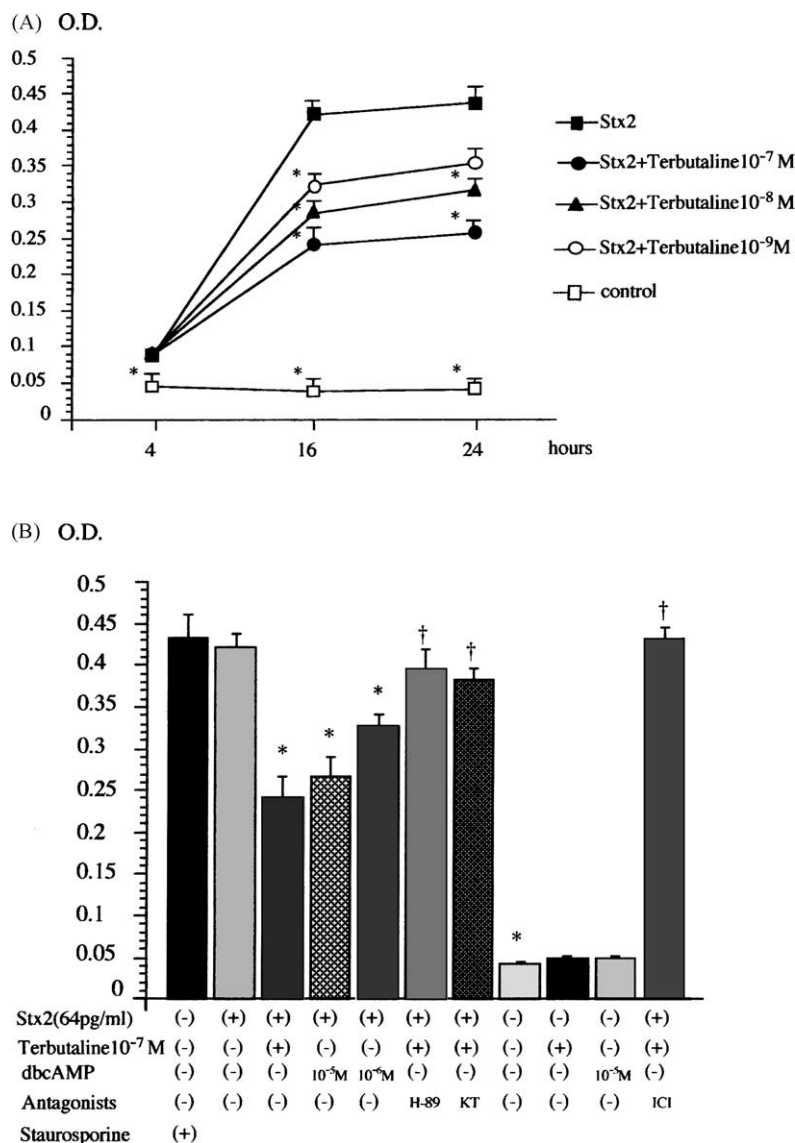 (A) O.D.
0.5
0.45
0.4
0.35
0.3
0.25
0.2
0.15
0.1
0.05
0
4 16 24 hours
* * *
* *
*
* * *
Stx2
Stx2+Terbutaline10⁻⁷ M
Stx2+Terbutaline10⁻⁸ M
Stx2+Terbutaline10⁻⁹M
control
(B) O.D.
0.5
0.45
0.4
0.35
0.3
0.25
0.2
0.15
0.1
0.05
0
* * * † † * †
Stx2(64pg/ml) (-) (+) (+) (+) (+) (+) (+) (-) (-) (-) (+)
Terbutaline10⁻⁷ M (-) (-) (+) (-) (-) (+) (+) (-) (+) (-) (+)
dbcAMP (-) (-) (-) 10⁻⁵M 10⁻⁶M (-) (-) (-) (-) 10⁻⁵M (-)
Antagonists (-) (-) (-) (-) (-) H-89 KT (-) (-) (-) ICI
Staurosporine (+)